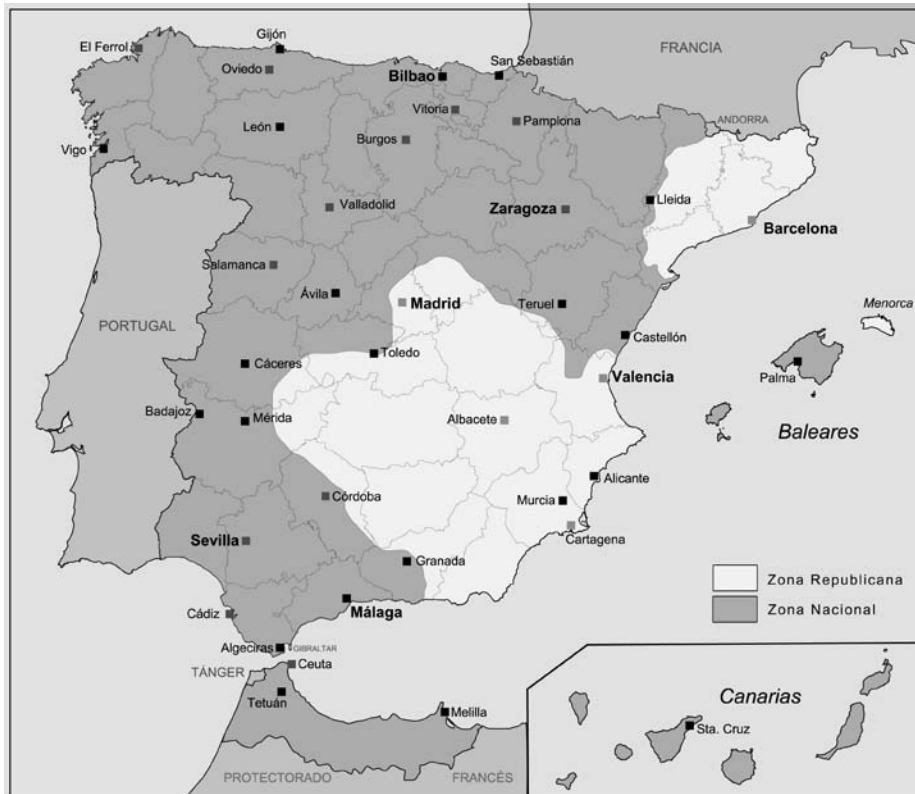 FRANCIA
El Ferrol
Gijón
Oviedo
Bilbao
San Sebastián
Vitoria
Pamplona
ANDORRA
León
Burgos
Vigo
Lleida
Valladolid
Zaragoza
Barcelona
Salamanca
Ávila
Madrid
Teruel
Menorca
PORTUGAL
Castellón
Toledo
Cáceres
Valencia
Palma
Badajoz
Mérida
Albacete
Baleares
Alicante
Córdoba
Murcia
Sevilla
Cartagena
Granada
Zona Republicana
Cádiz
Málaga
Zona Nacional
Algeciras
GIBRALTAR
Ceuta
TÁNGER
Tetuán
Melilla
Canarias
Sta. Cruz
PROTECTORADO
FRANCÉS